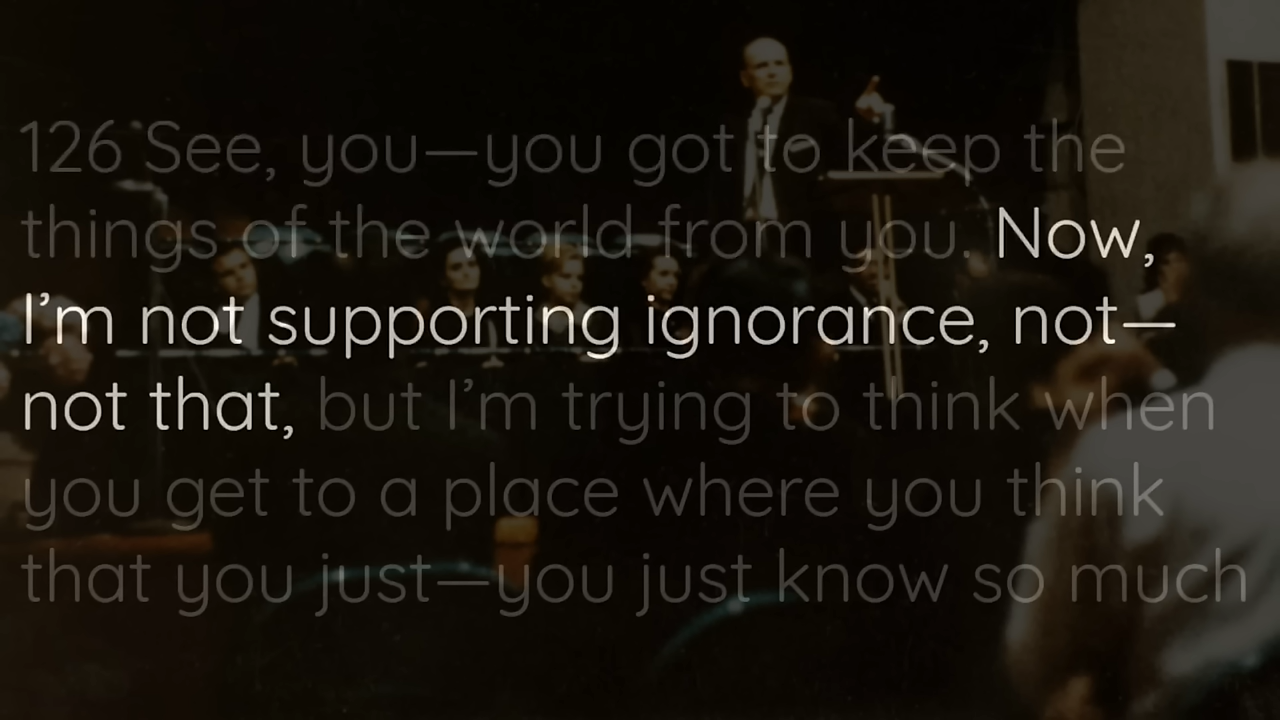 126 See, you—you got to keep the
things of the world from you. Now,
I’m not supporting ignorance, not—
not that, but I’m trying to think when
you get to a place where you think
that you just—you just know so much